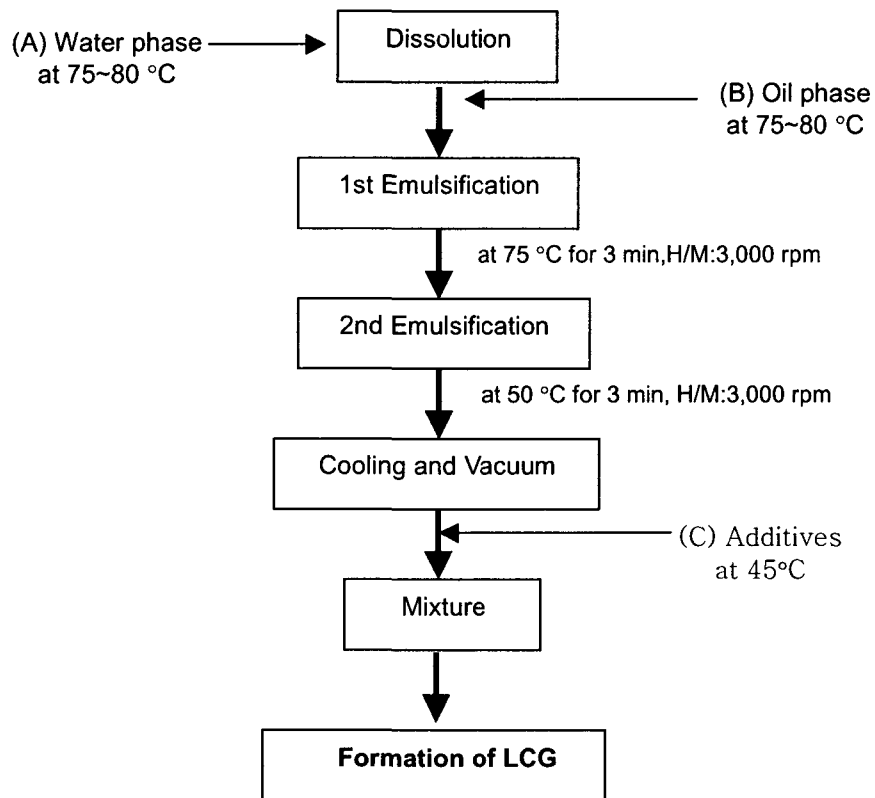 (A) Water phase
at 75~80 °C
Dissolution
(B) Oil phase
at 75~80 °C
1st Emulsification
at 75 °C for 3 min,H/M:3,000 rpm
2nd Emulsification
at 50 °C for 3 min, H/M:3,000 rpm
Cooling and Vacuum
(C) Additives
at 45°C
Mixture
Formation of LCG